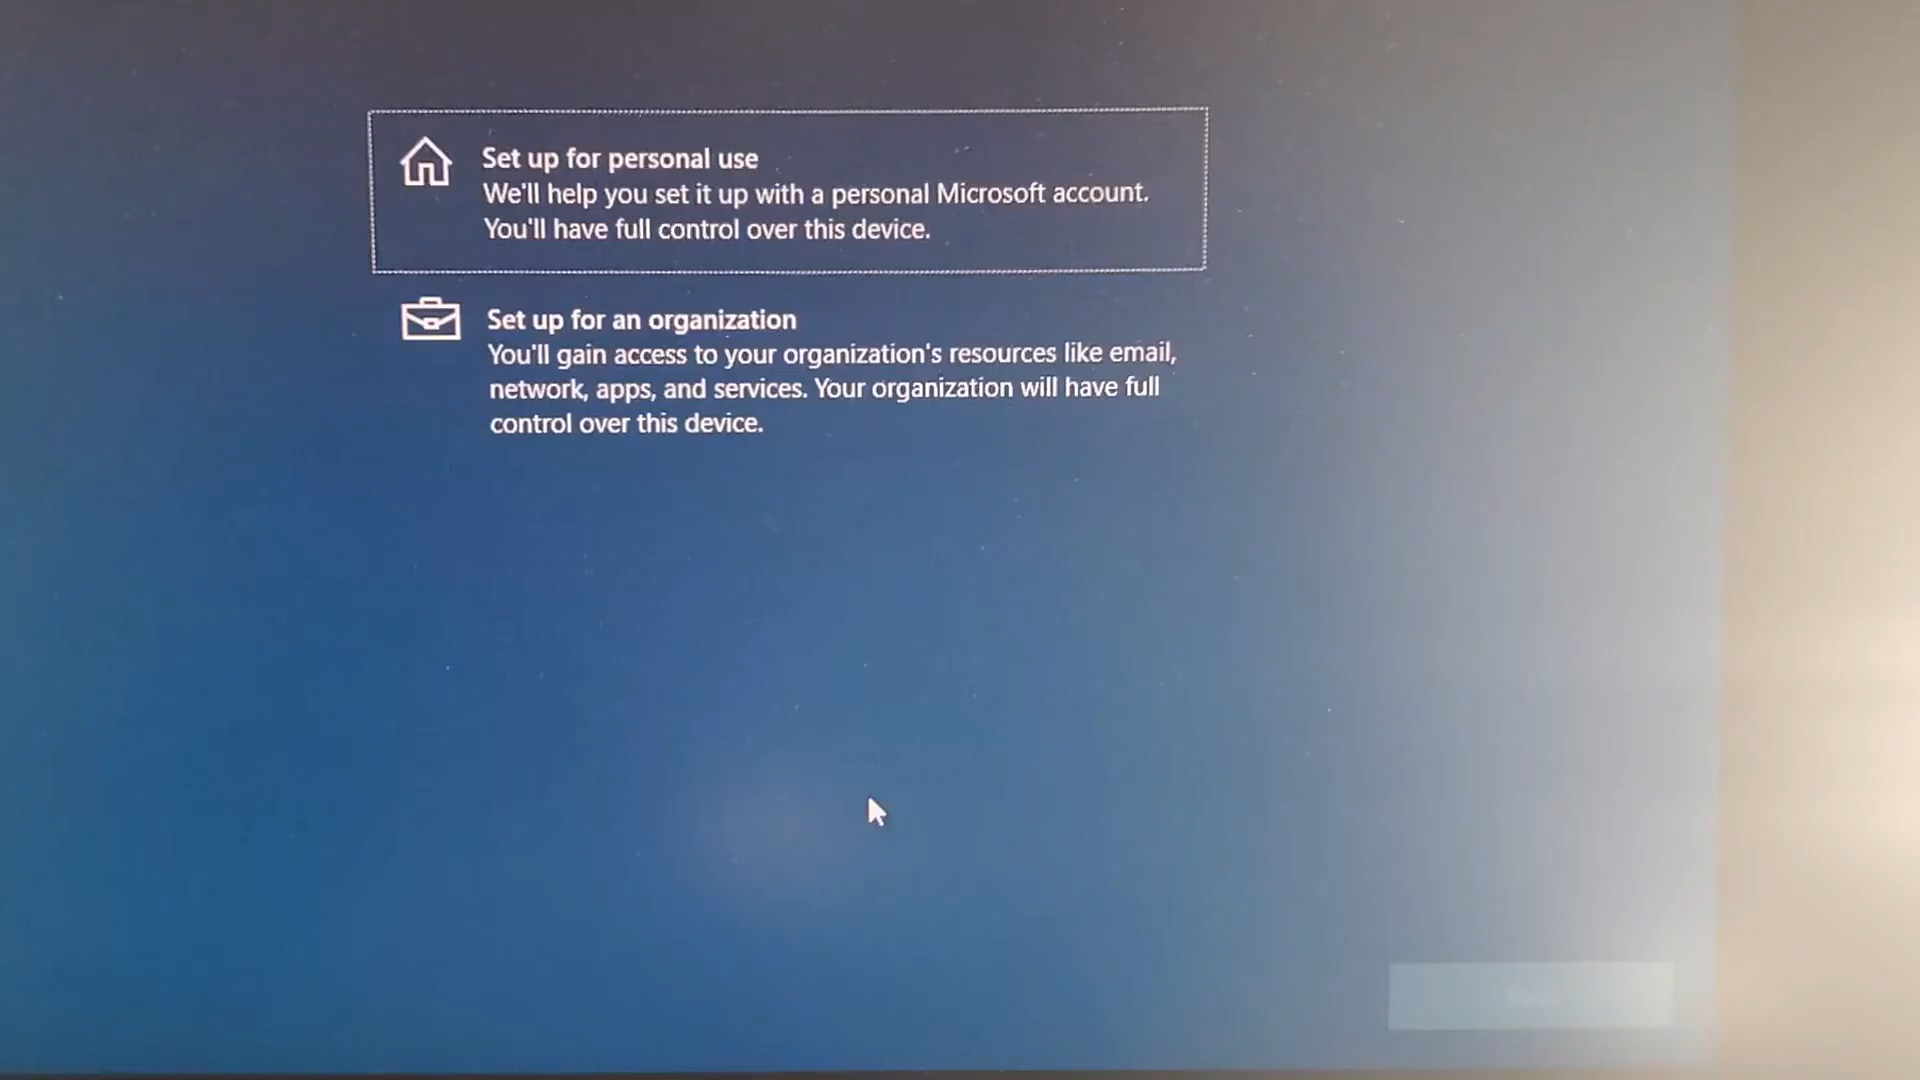 Set up for personal use
We'll help you set it up with a personal Microsoft account.
You'll have full control over this device.
Set up for an organization
You'll gain access to your organization's resources like email,
network, apps, and services. Your organization will have full
control over this device.